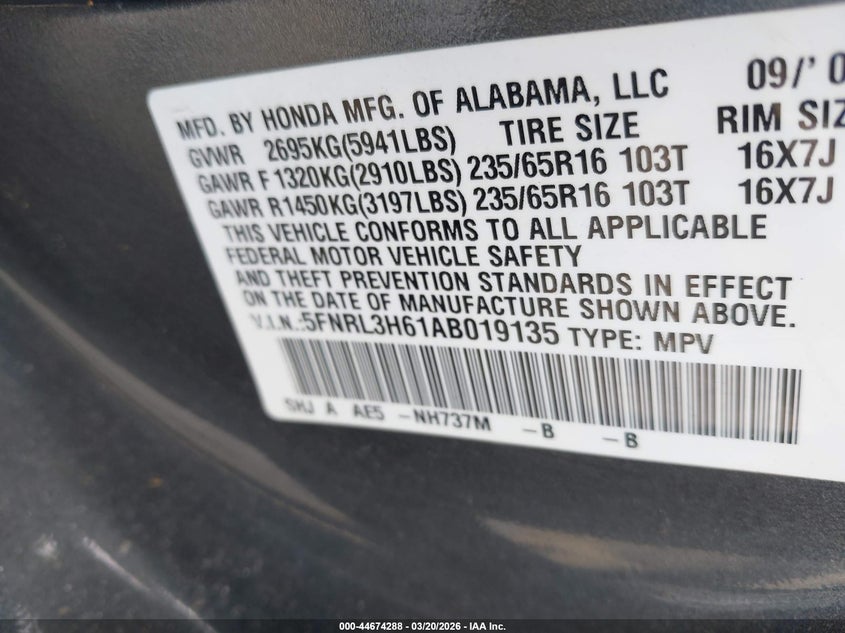 MFD. BY HONDA MFG. OF ALABAMA, LLC 09/'0
GVWR 2695KG(5941LBS) TIRE SIZE RIM SIZ
GAWR F1320KG(2910LBS) 235/65R16 103T 16X7J
GAWR R1450KG(3197LBS) 235/65R16 103T 16X7J
THIS VEHICLE CONFORMS TO ALL APPLICABLE
FEDERAL MOTOR VEHICLE SAFETY
AND THEFT PREVENTION STANDARDS IN EFFECT
ON THE DATE OF MANUFACTURE SHOWN ABOVE.
V.I.N.:5FNRL3H61AB019135 TYPE: MPV
SHJ A AE5 -NH737M -B -B
000-44674288 - 03/20/2026 - IAA Inc.